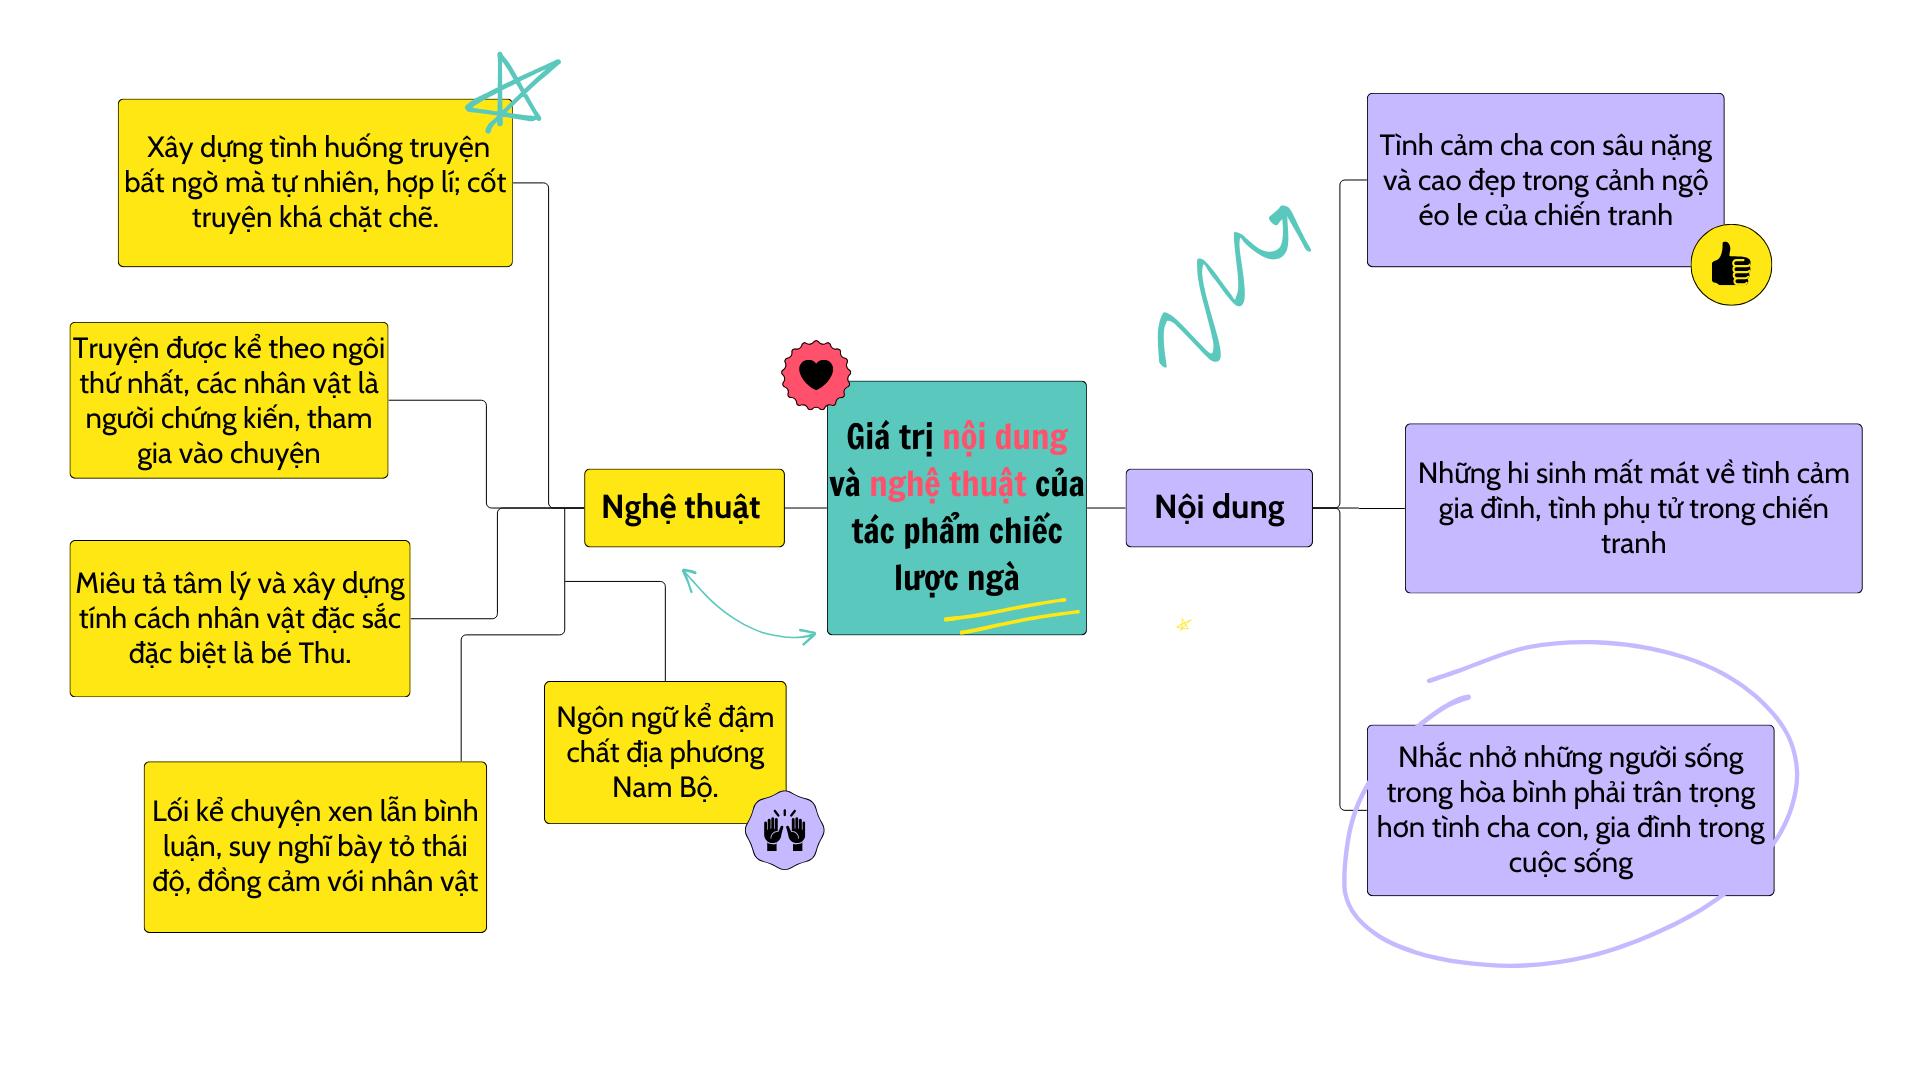 Xây dựng tình huống truyện
bất ngờ mà tự nhiên, hợp lí; cốt
truyện khá chặt chẽ.
Truyện được kể theo ngôi
thứ nhất, các nhân vật là
người chứng kiến, tham
gia vào chuyện
Miêu tả tâm lý và xây dựng
tính cách nhân vật đặc sắc
đặc biệt là bé Thu.
Lối kể chuyện xen lẫn bình
luận, suy nghĩ bày tỏ thái
độ, đồng cảm với nhân vật
Ngôn ngữ kể đậm
chất địa phương
Nam Bộ.
Nghệ thuật
Giá trị nội dung
và nghệ thuật của
tác phẩm chiếc
lược ngà
Nội dung
Tình cảm cha con sâu nặng
và cao đẹp trong cảnh ngộ
éo le của chiến tranh
Những hi sinh mất mát về tình cảm
gia đình, tình phụ tử trong chiến
tranh
Nhắc nhở những người sống
trong hòa bình phải trân trọng
hơn tình cha con, gia đình trong
cuộc sống